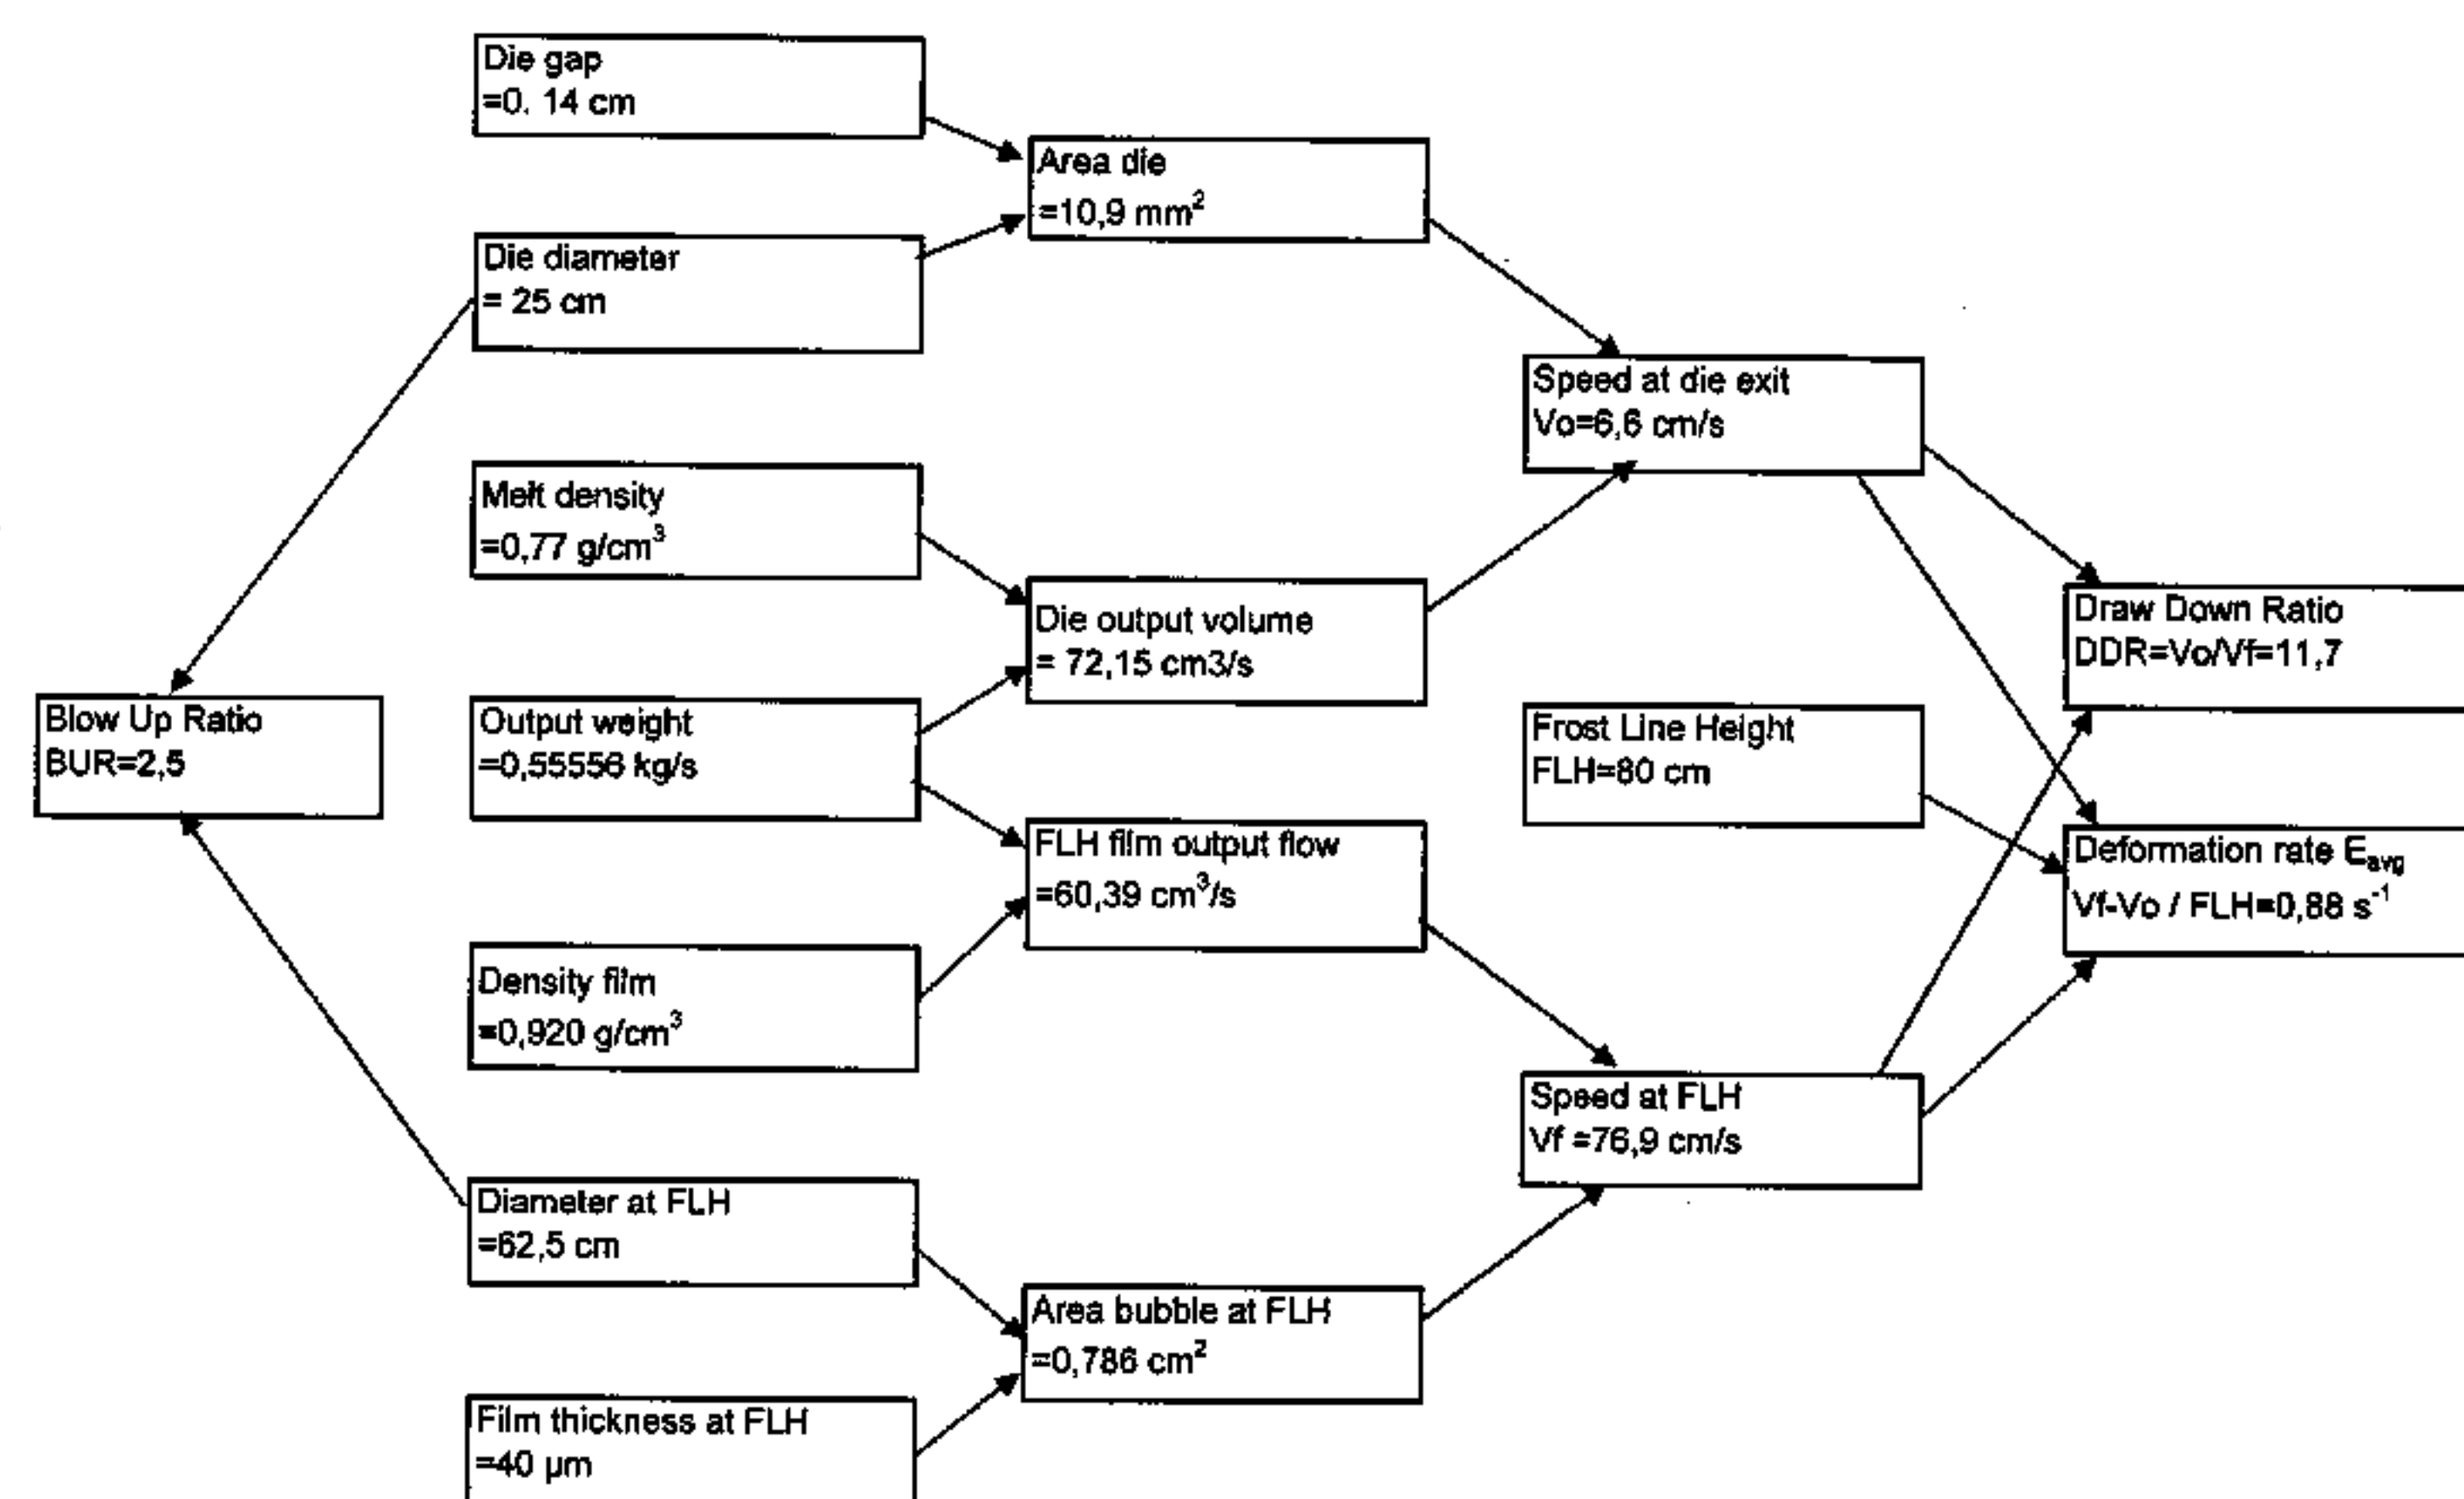 Die gap
=0. 14 cm
Area die
=10,9 mm²
Die diameter
= 25 cm
Speed at die exit
Vo=6,6 cm/s
Melt density
=0,77 g/cm³
Die output volume
= 72,15 cm3/s
Draw Down Ratio
DDR=Vo/Vf=11,7
Blow Up Ratio
BUR=2,5
Output weight
=0,55556 kg/s
Frost Line Height
FLH=80 cm
FLH film output flow
=60,39 cm³/s
Deformation rate Eavg
Vf-Vo / FLH=0,88 s⁻¹
Density film
=0,920 g/cm³
Speed at FLH
Vf =76,9 cm/s
Diameter at FLH
=62,5 cm
Area bubble at FLH
=0,786 cm²
Film thickness at FLH
=40 µm